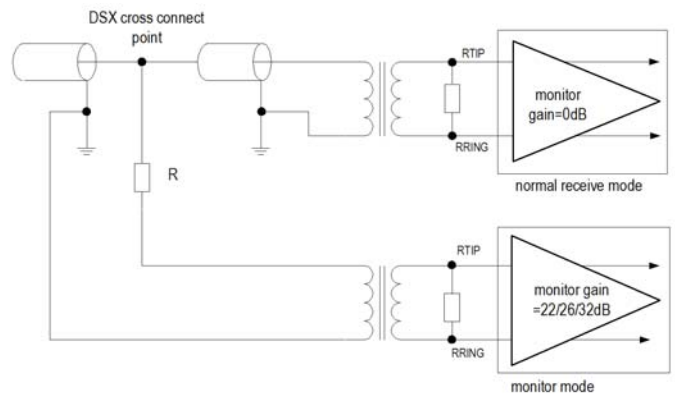 DSX cross connect
point
RTIP
monitor
gain=0dB
RRING
normal receive mode
R
RTIP
monitor gain
=22/26/32dB
RRING
monitor mode